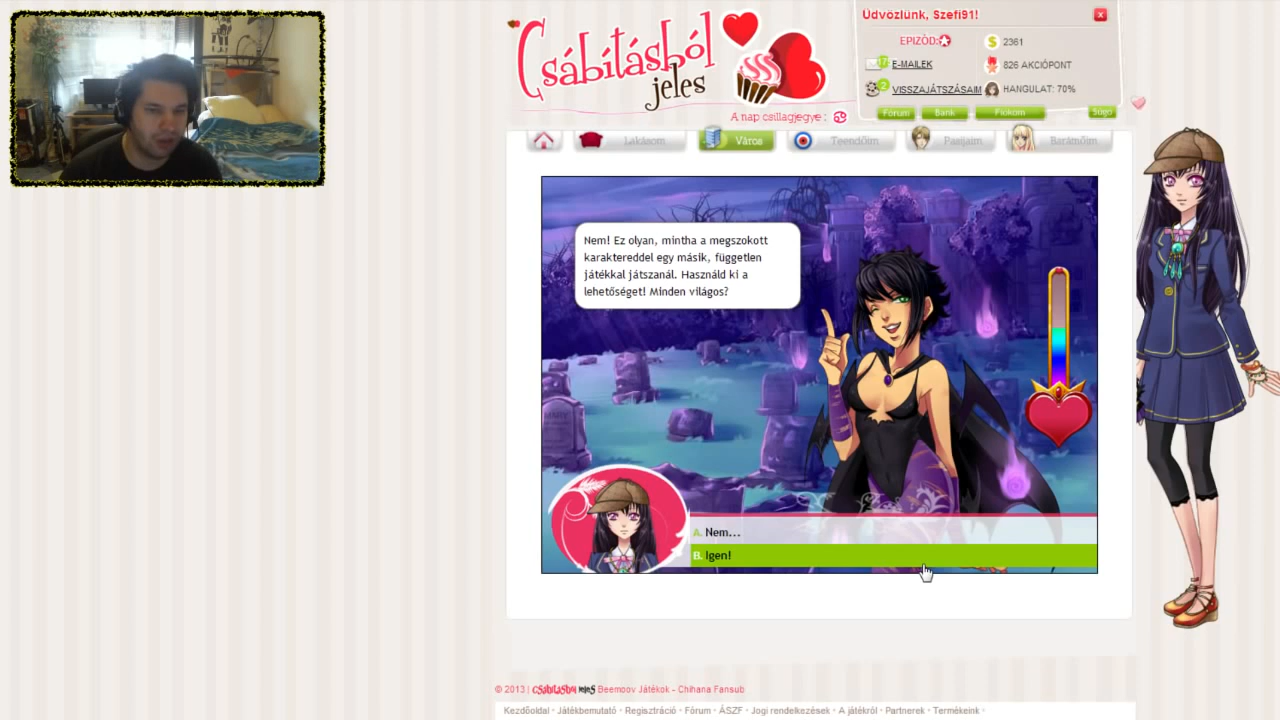 Csábításból
jeles
Üdvözlünk, Szefi91!
x
EPIZÓD:
2361
17
E-MAILEK
826 AKCIÓPONT
2
VISSZAJÁTSZÁSAIM
HANGULAT: 70%
A nap csillagjegye :
Fórum
Bank
Fiókom
Súgó
Lakásom
Város
Teendőim
Pasijaim
Barátnőim
Nem! Ez olyan, mintha a megszokott
karaktereddel egy másik, független
játékkal játszanál. Használd ki a
lehetőséget! Minden világos?
A. Nem...
B. Igen!
© 2013 | Csábításból jeles Beemoov Játékok - Chihana Fansub
Kezdőoldal • Játékbemutató • Regisztráció • Fórum • ÁSZF • Jogi rendelkezések • A játékról • Partnerek • Termékeink •